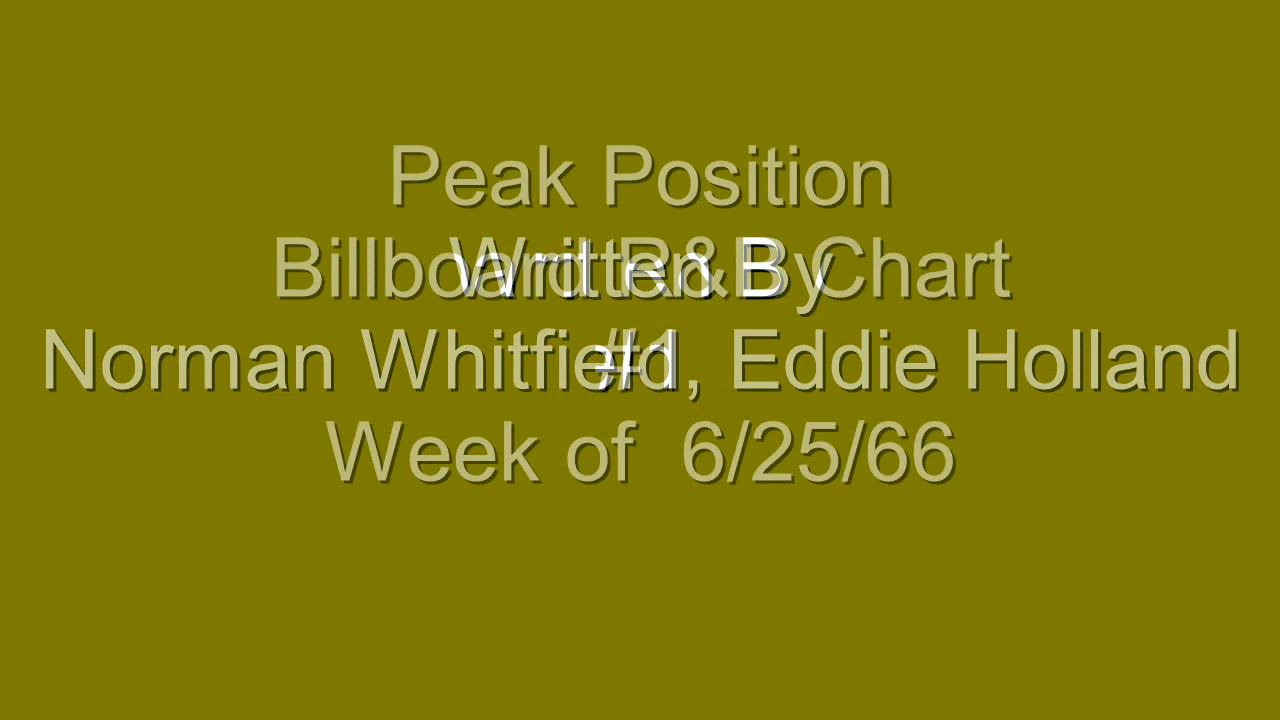 Peak Position
Billboard R&B Chart
#1
Week of 6/25/66
Written By
Norman Whitfield, Eddie Holland